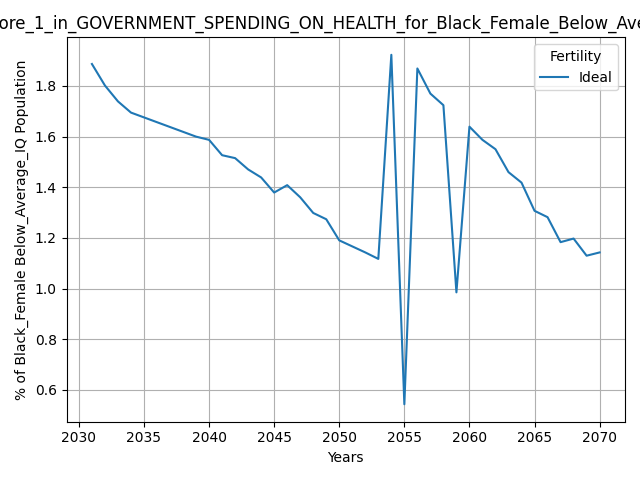 ore_1_in_GOVERNMENT_SPENDING_ON_HEALTH_for_Black_Female_Below_Ave
Fertility
Ideal
% of Black_Female Below_Average_IQ Population
1.8
1.6
1.4
1.2
1.0
0.8
0.6
2030 2035 2040 2045 2050 2055 2060 2065 2070
Years